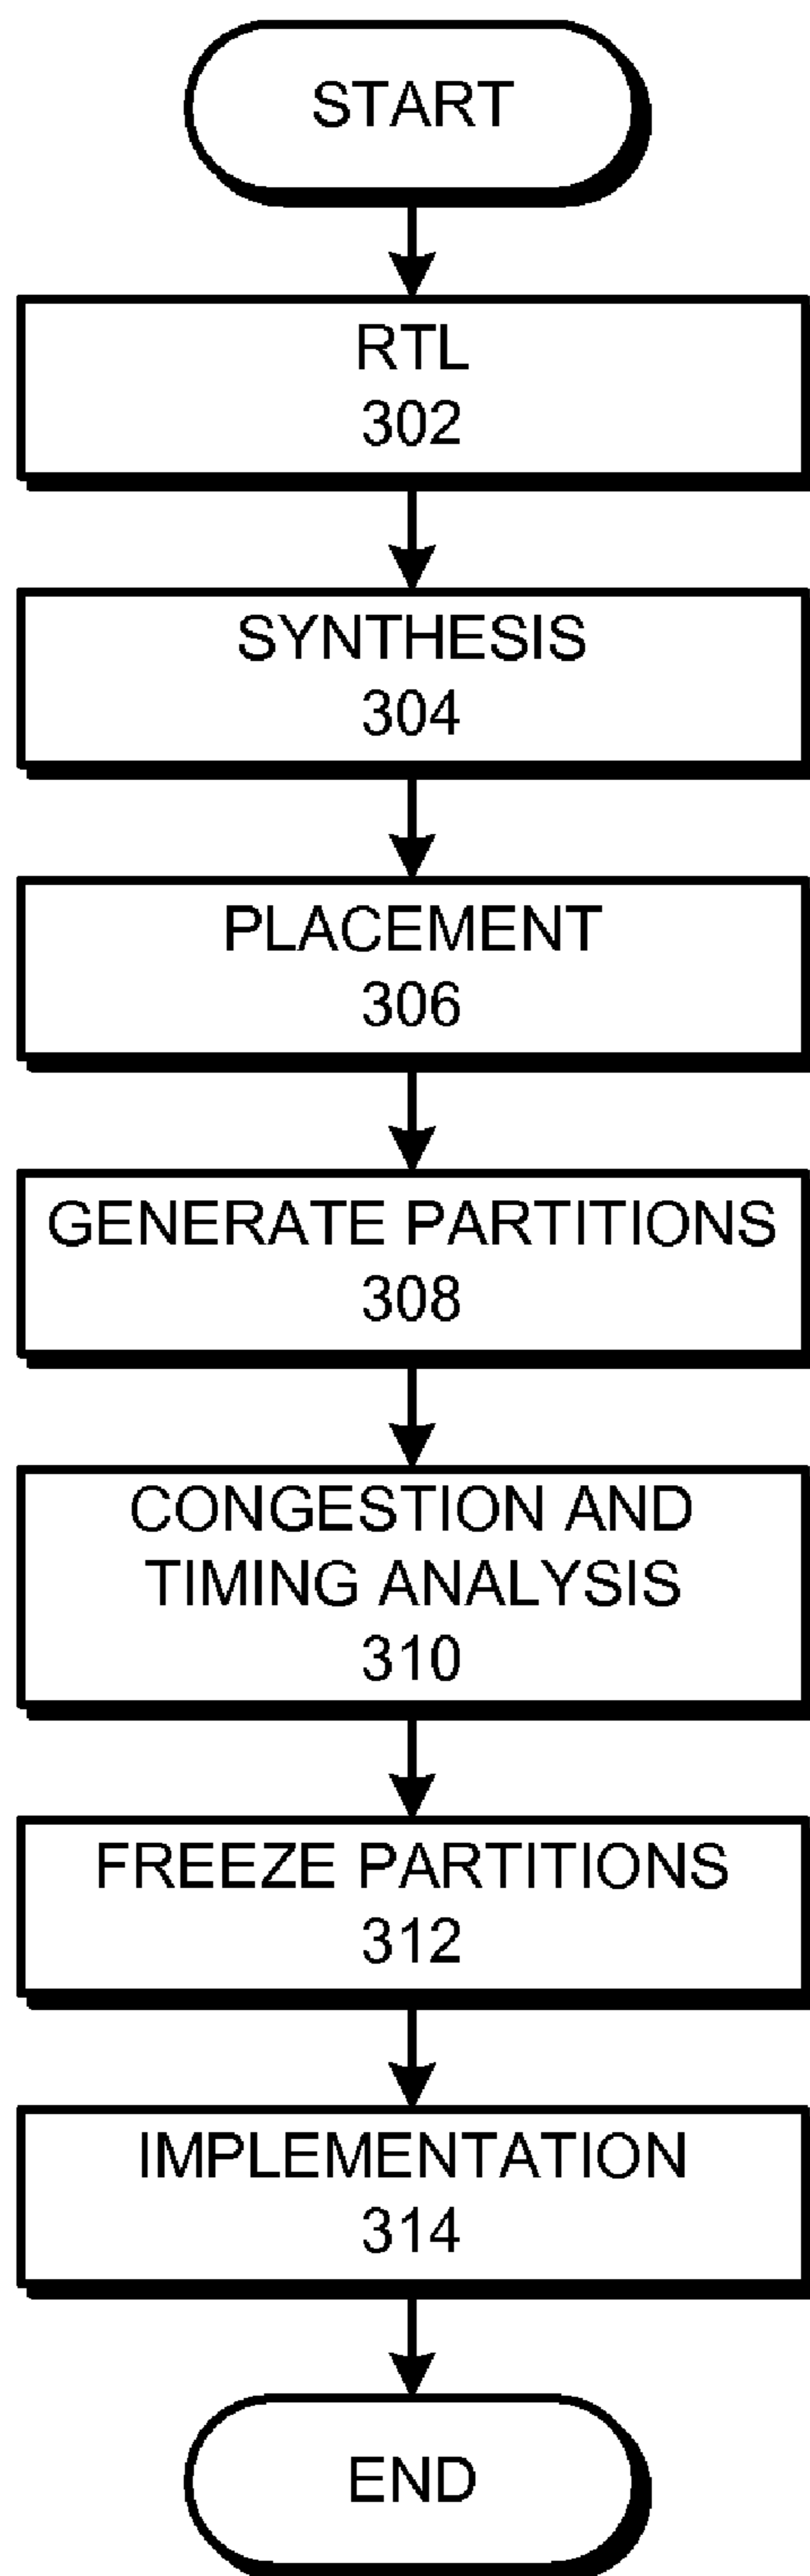 START
RTL
302
SYNTHESIS
304
PLACEMENT
306
GENERATE PARTITIONS
308
CONGESTION AND
TIMING ANALYSIS
310
FREEZE PARTITIONS
312
IMPLEMENTATION
314
END